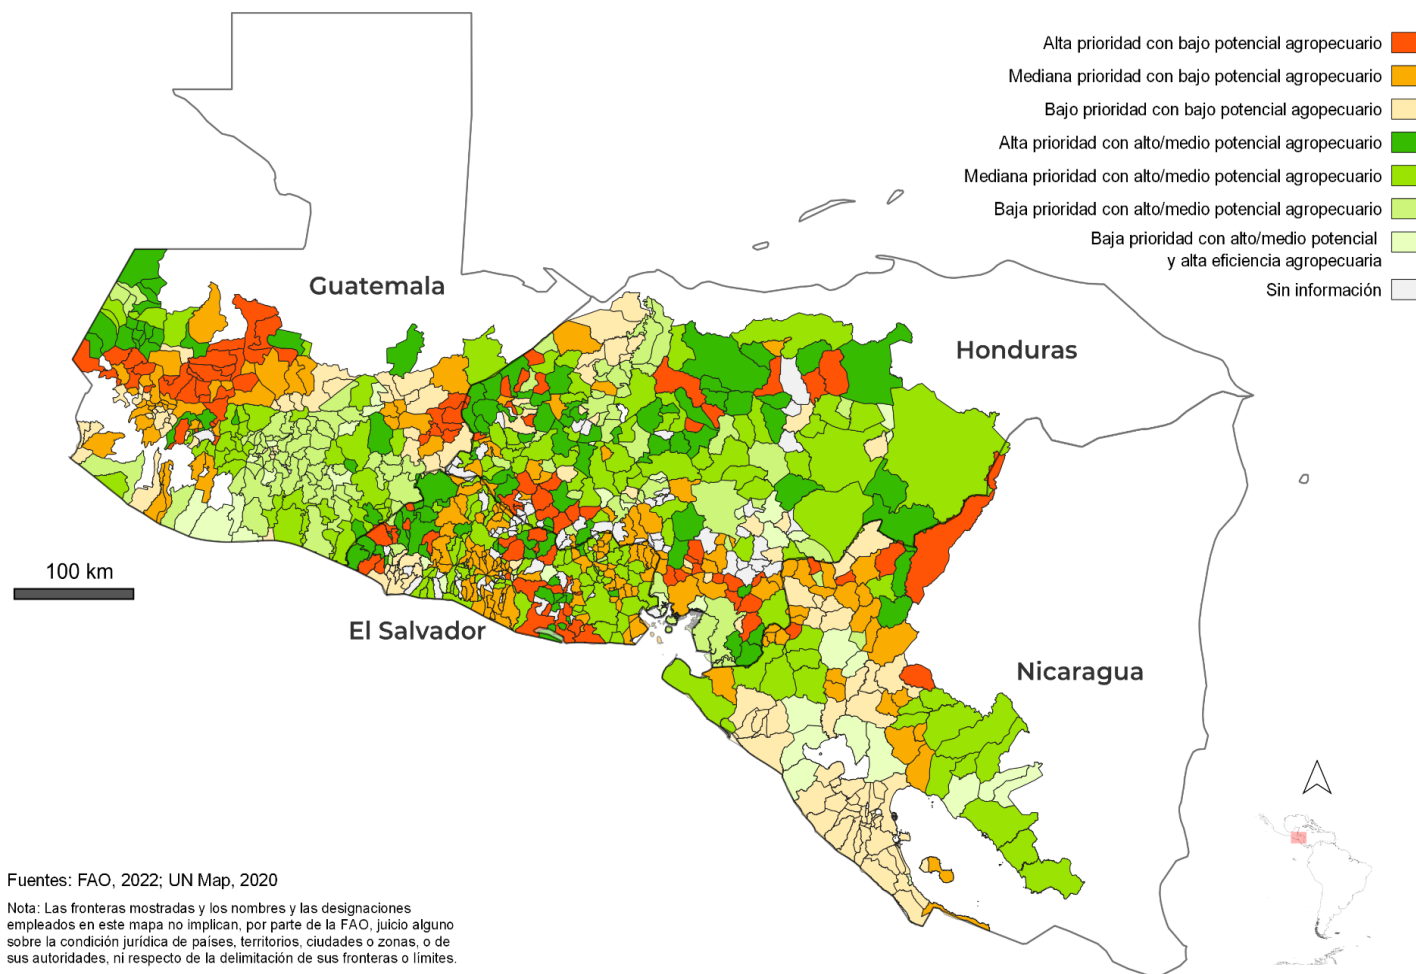 Alta prioridad con bajo potencial agropecuario
Mediana prioridad con bajo potencial agropecuario
Bajo prioridad con bajo potencial agopecuario
Alta prioridad con alto/medio potencial agropecuario
Mediana prioridad con alto/medio potencial agropecuario
Baja prioridad con alto/medio potencial agropecuario
Baja prioridad con alto/medio potencial
y alta eficiencia agropecuaria
Sin información
Guatemala
Honduras
100 km
El Salvador
Nicaragua
Fuentes: FAO, 2022; UN Map, 2020
Nota: Las fronteras mostradas y los nombres y las designaciones
empleados en este mapa no implican, por parte de la FAO, juicio alguno
sobre la condición jurídica de países, territorios, ciudades o zonas, o de
sus autoridades, ni respecto de la delimitación de sus fronteras o límites.